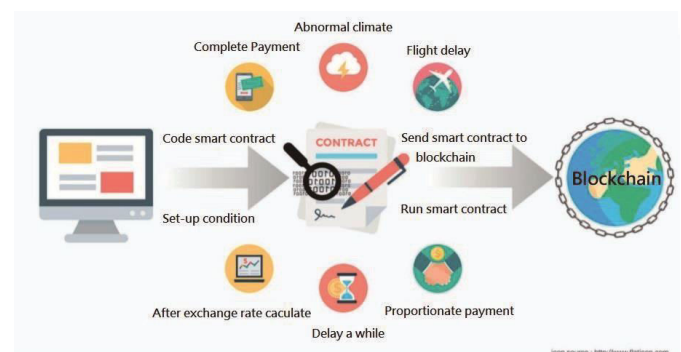 Abnormal climate
Complete Payment
Flight delay
Code smart contract
CONTRACT
Send smart contract to
blockchain
Blockchain
Set-up condition
Run smart contract
After exchange rate caculate
Proportionate payment
Delay a while